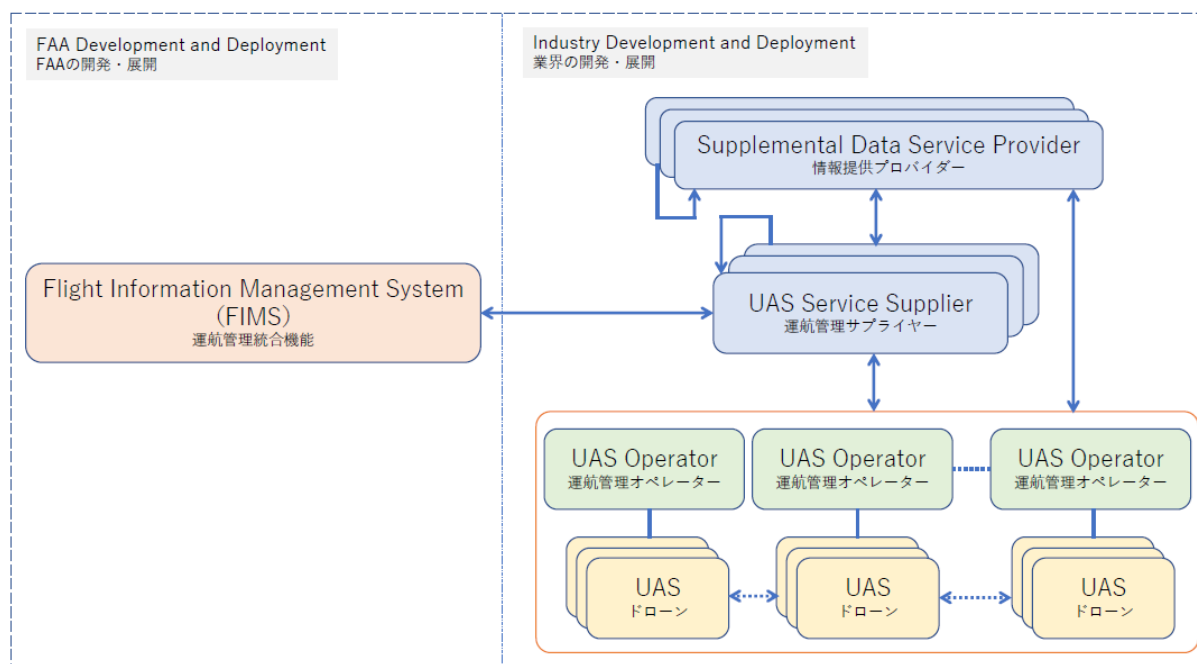 FAA Development and Deployment
FAAの開発・展開
Industry Development and Deployment
業界の開発・展開
Supplemental Data Service Provider
情報提供プロバイダー
Flight Information Management System
(FIMS)
運航管理統合機能
UAS Service Supplier
運航管理サプライヤー
UAS Operator
運航管理オペレーター
UAS Operator
運航管理オペレーター
UAS Operator
運航管理オペレーター
UAS
ドローン
UAS
ドローン
UAS
ドローン